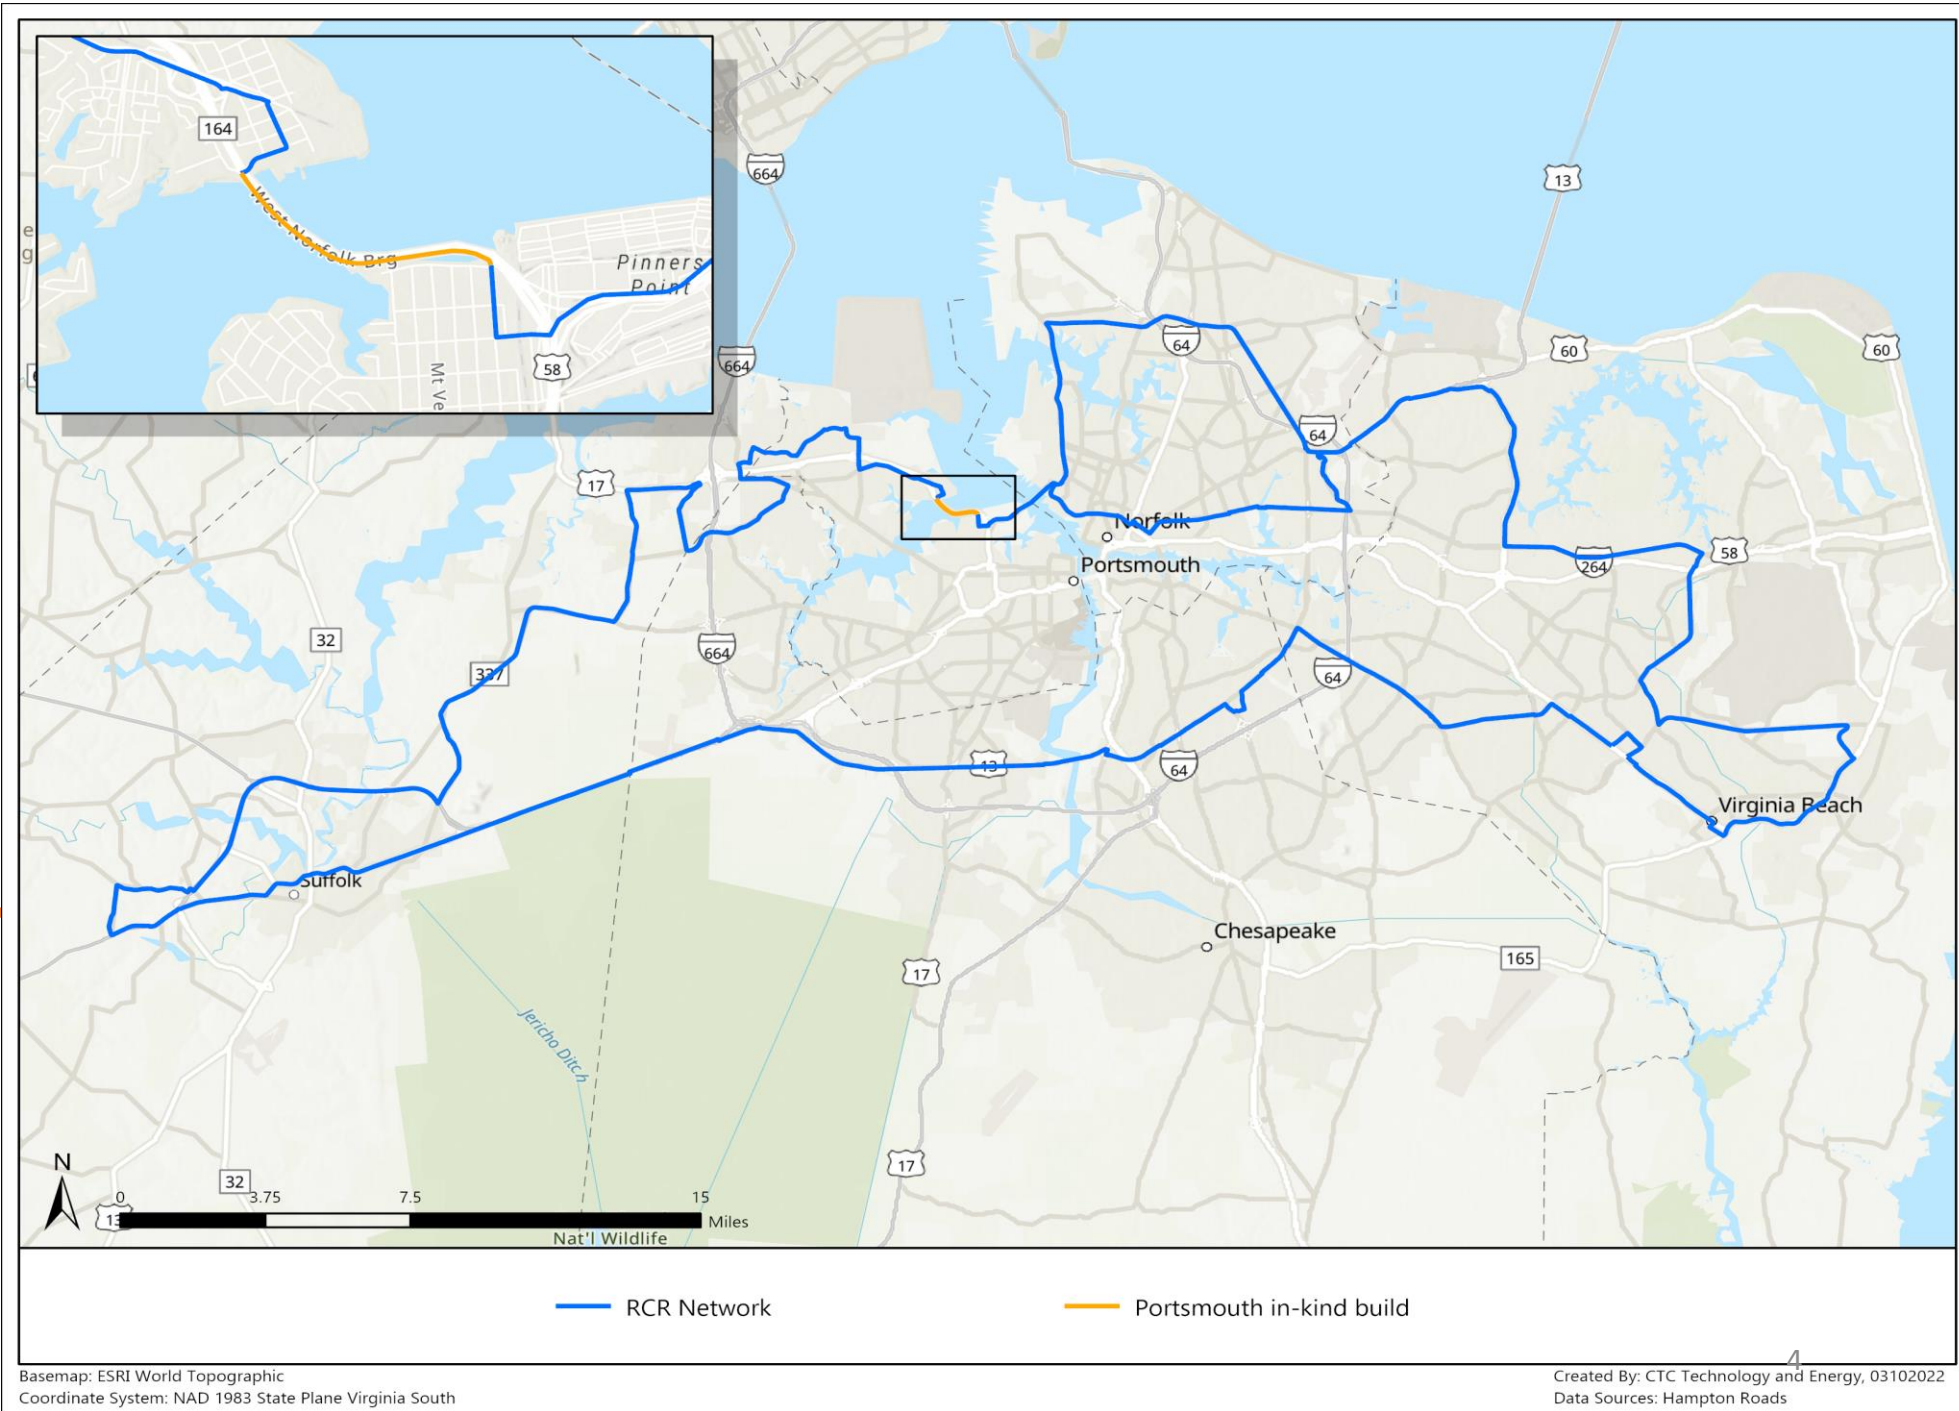 164
West Norfolk Brg
Pinners
Point
58
Mt Ve
e
g
664
13
664
64
60
60
64
17
Norfolk
58
264
Portsmouth
32
337
664
64
13
64
Virginia Beach
Suffolk
Chesapeake
165
17
Jericho Ditch
17
N
32
0
3.75
7.5
15
13
Miles
Nat'l Wildlife
RCR Network
Portsmouth in-kind build
4
Basemap: ESRI World Topographic
Created By: CTC Technology and Energy, 03102022
Coordinate System: NAD 1983 State Plane Virginia South
Data Sources: Hampton Roads